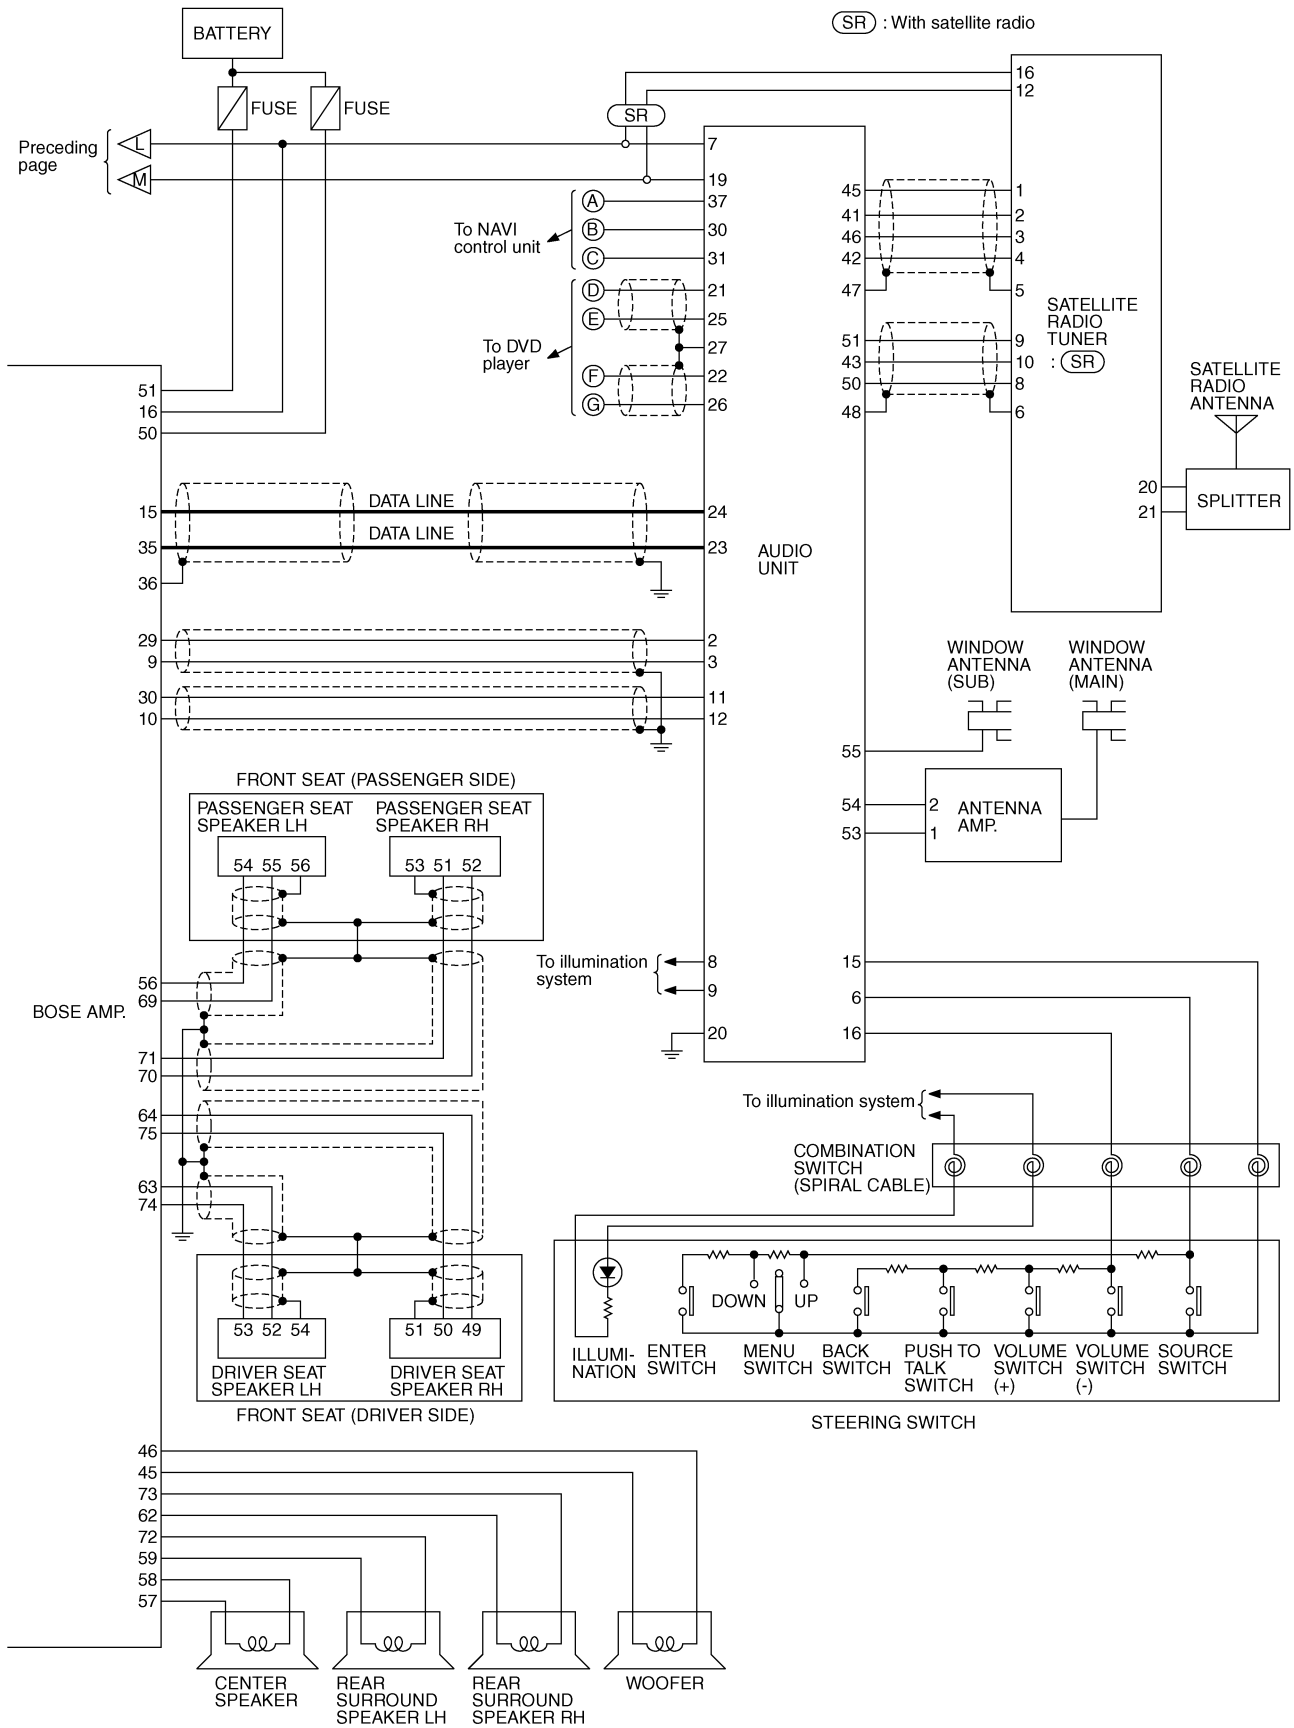 BATTERY
SR : With satellite radio
FUSE FUSE
16
12
SR
Preceding
page
L
M
7
19
A 37
To NAVI
control unit
B 30
C 31
D 21
E 25
To DVD
player
27
F 22
G 26
45 1
41 2
46 3
42 4
47 5
51 9
43 10
50 8
48 6
SATELLITE
RADIO
TUNER
: SR
SATELLITE
RADIO
ANTENNA
20
21
SPLITTER
51
16
50
15 DATA LINE 24
35 DATA LINE 23
36
AUDIO
UNIT
29 2
9 3
30 11
10 12
WINDOW
ANTENNA
(SUB)
WINDOW
ANTENNA
(MAIN)
55
54 2
53 1
ANTENNA
AMP.
FRONT SEAT (PASSENGER SIDE)
PASSENGER SEAT
SPEAKER LH
PASSENGER SEAT
SPEAKER RH
54 55 56
53 51 52
56
69
BOSE AMP.
71
70
64
75
63
74
To illumination
system
8
9
20
15
6
16
To illumination system
COMBINATION
SWITCH
(SPIRAL CABLE)
53 52 54
51 50 49
DRIVER SEAT
SPEAKER LH
DRIVER SEAT
SPEAKER RH
FRONT SEAT (DRIVER SIDE)
DOWN UP
ILLUMI-
NATION
ENTER
SWITCH
MENU
SWITCH
BACK
SWITCH
PUSH TO
TALK
SWITCH
VOLUME
SWITCH
(+)
VOLUME
SWITCH
(-)
SOURCE
SWITCH
STEERING SWITCH
46
45
73
62
72
59
58
57
CENTER
SPEAKER
REAR
SURROUND
SPEAKER LH
REAR
SURROUND
SPEAKER RH
WOOFER